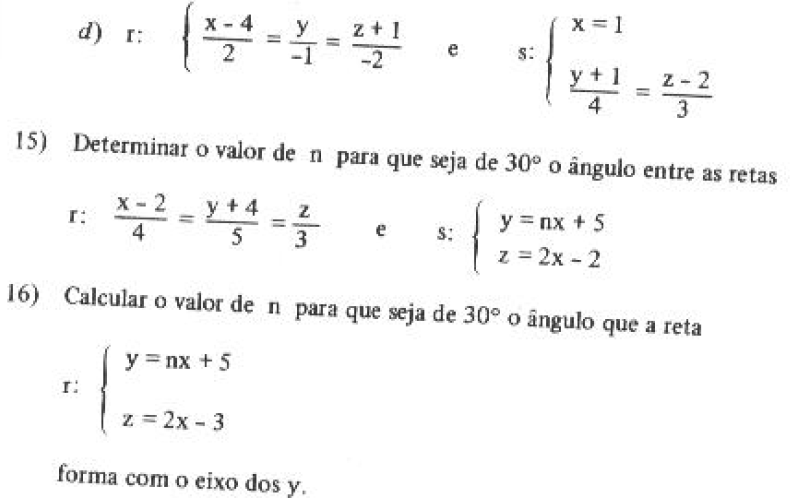 d) r: { (x - 4)/2 = y/-1 = (z + 1)/-2 e s: { x = 1
(y + 1)/4 = (z - 2)/3
15) Determinar o valor de n para que seja de 30° o ângulo entre as retas
r: (x - 2)/4 = (y + 4)/5 = z/3 e s: { y = nx + 5
z = 2x - 2
16) Calcular o valor de n para que seja de 30° o ângulo que a reta
r: { y = nx + 5
z = 2x - 3
forma com o eixo dos y.